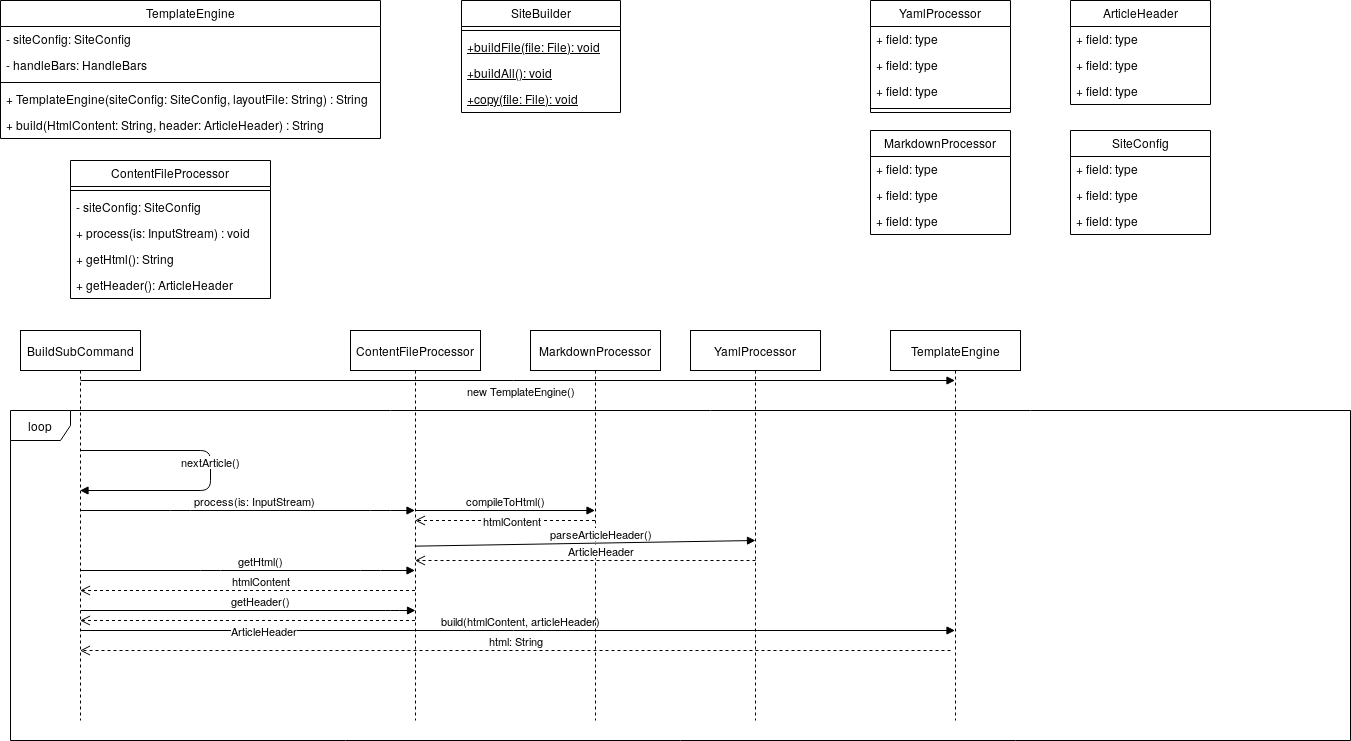 TemplateEngine
- siteConfig: SiteConfig
- handleBars: HandleBars
+ TemplateEngine(siteConfig: SiteConfig, layoutFile: String) : String
+ build(HtmlContent: String, header: ArticleHeader) : String
SiteBuilder
+buildFile(file: File): void
+buildAll(): void
+copy(file: File): void
YamlProcessor
+ field: type
+ field: type
+ field: type
ArticleHeader
+ field: type
+ field: type
+ field: type
ContentFileProcessor
- siteConfig: SiteConfig
+ process(is: InputStream) : void
+ getHtml(): String
+ getHeader(): ArticleHeader
MarkdownProcessor
+ field: type
+ field: type
+ field: type
SiteConfig
+ field: type
+ field: type
+ field: type
BuildSubCommand
ContentFileProcessor
MarkdownProcessor
YamlProcessor
TemplateEngine
new TemplateEngine()
loop
nextArticle()
process(is: InputStream)
compileToHtml()
htmlContent
parseArticleHeader()
ArticleHeader
getHtml()
htmlContent
getHeader()
build(htmlContent, articleHeader)
ArticleHeader
html: String